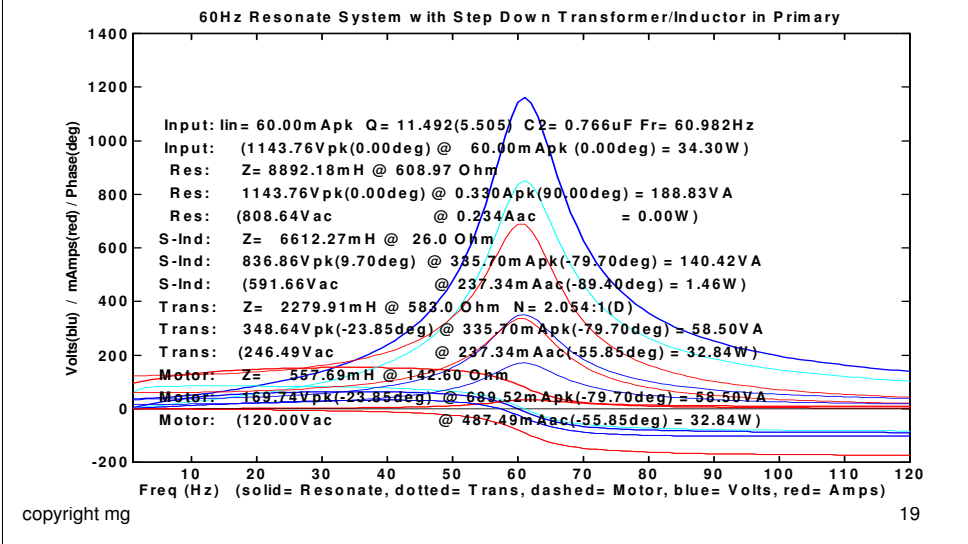 60Hz Resonate System with Step Down Transformer/Inductor in Primary
1400
1200
1000
800
600
400
200
0
-200
Volts(blu) / mAmps(red) / Phase(deg)
Input: Iin= 60.00mApk Q= 11.492(5.505) C2= 0.766uF Fr= 60.982Hz
Input: (1143.76Vpk(0.00deg) @ 60.00mApk (0.00deg) = 34.30W)
Res: Z= 8892.18mH @ 608.97 Ohm
Res: 1143.76Vpk(0.00deg) @ 0.330Apk(90.00deg) = 188.83VA
Res: (808.64Vac @ 0.234Aac = 0.00W)
S-Ind: Z= 6612.27mH @ 26.0 Ohm
S-Ind: 836.86Vpk(9.70deg) @ 335.70mApk(-79.70deg) = 140.42VA
S-Ind: (591.66Vac @ 237.34mAac(-89.40deg) = 1.46W)
Trans: Z= 2279.91mH @ 583.0 Ohm N= 2.054:1(D)
Trans: 348.64Vpk(-23.85deg) @ 335.70mApk(-79.70deg) = 58.50VA
Trans: (246.49Vac @ 237.34mAac(-55.85deg) = 32.84W)
Motor: Z= 557.69mH @ 142.60 Ohm
Motor: 169.74Vpk(-23.85deg) @ 689.52mApk(-79.70deg) = 58.50VA
Motor: (120.00Vac @ 487.49mAac(-55.85deg) = 32.84W)
10 20 30 40 50 60 70 80 90 100 110 120
Freq (Hz) (solid= Resonate, dotted= Trans, dashed= Motor, blue= Volts, red= Amps)
copyright mg
19